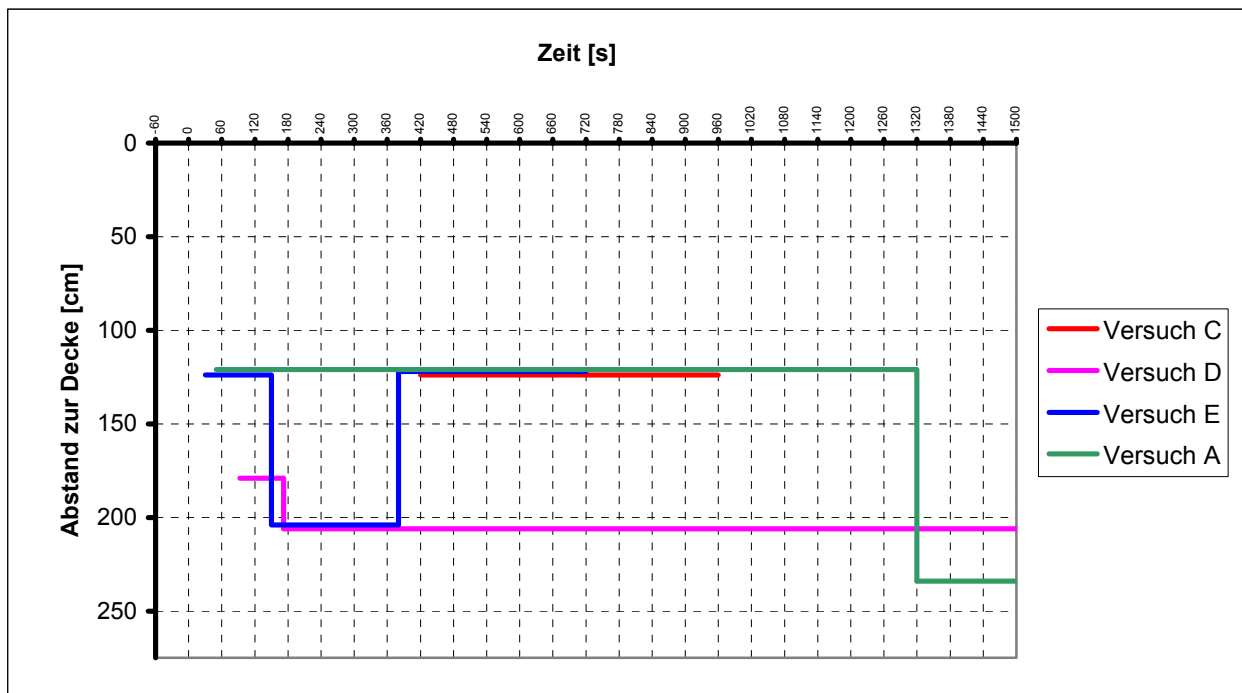 Zeit [s]
-60 0 60 120 180 240 300 360 420 480 540 600 660 720 780 840 900 960 1020 1080 1140 1200 1260 1320 1380 1440 1500
0
50
100
150
200
250
Abstand zur Decke [cm]
Versuch C
Versuch D
Versuch E
Versuch A